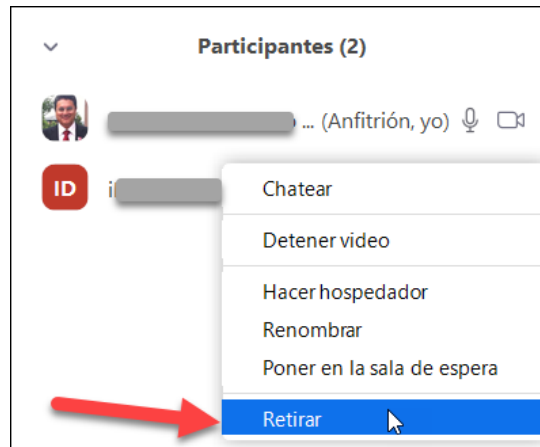 Participantes (2)
... (Anfitrión, yo)
ID
Chatear
Detener video
Hacer hospedador
Renombrar
Poner en la sala de espera
Retirar